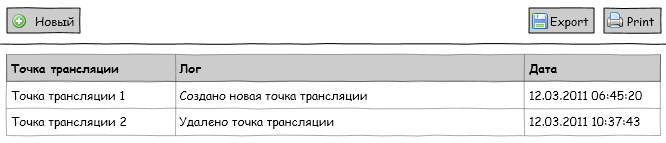 Новый Export Print
Точка трансляции Лог Дата
Точка трансляции 1 Создано новая точка трансляции 12.03.2011 06:45:20
Точка трансляции 2 Удалено точка трансляции 12.03.2011 10:37:43